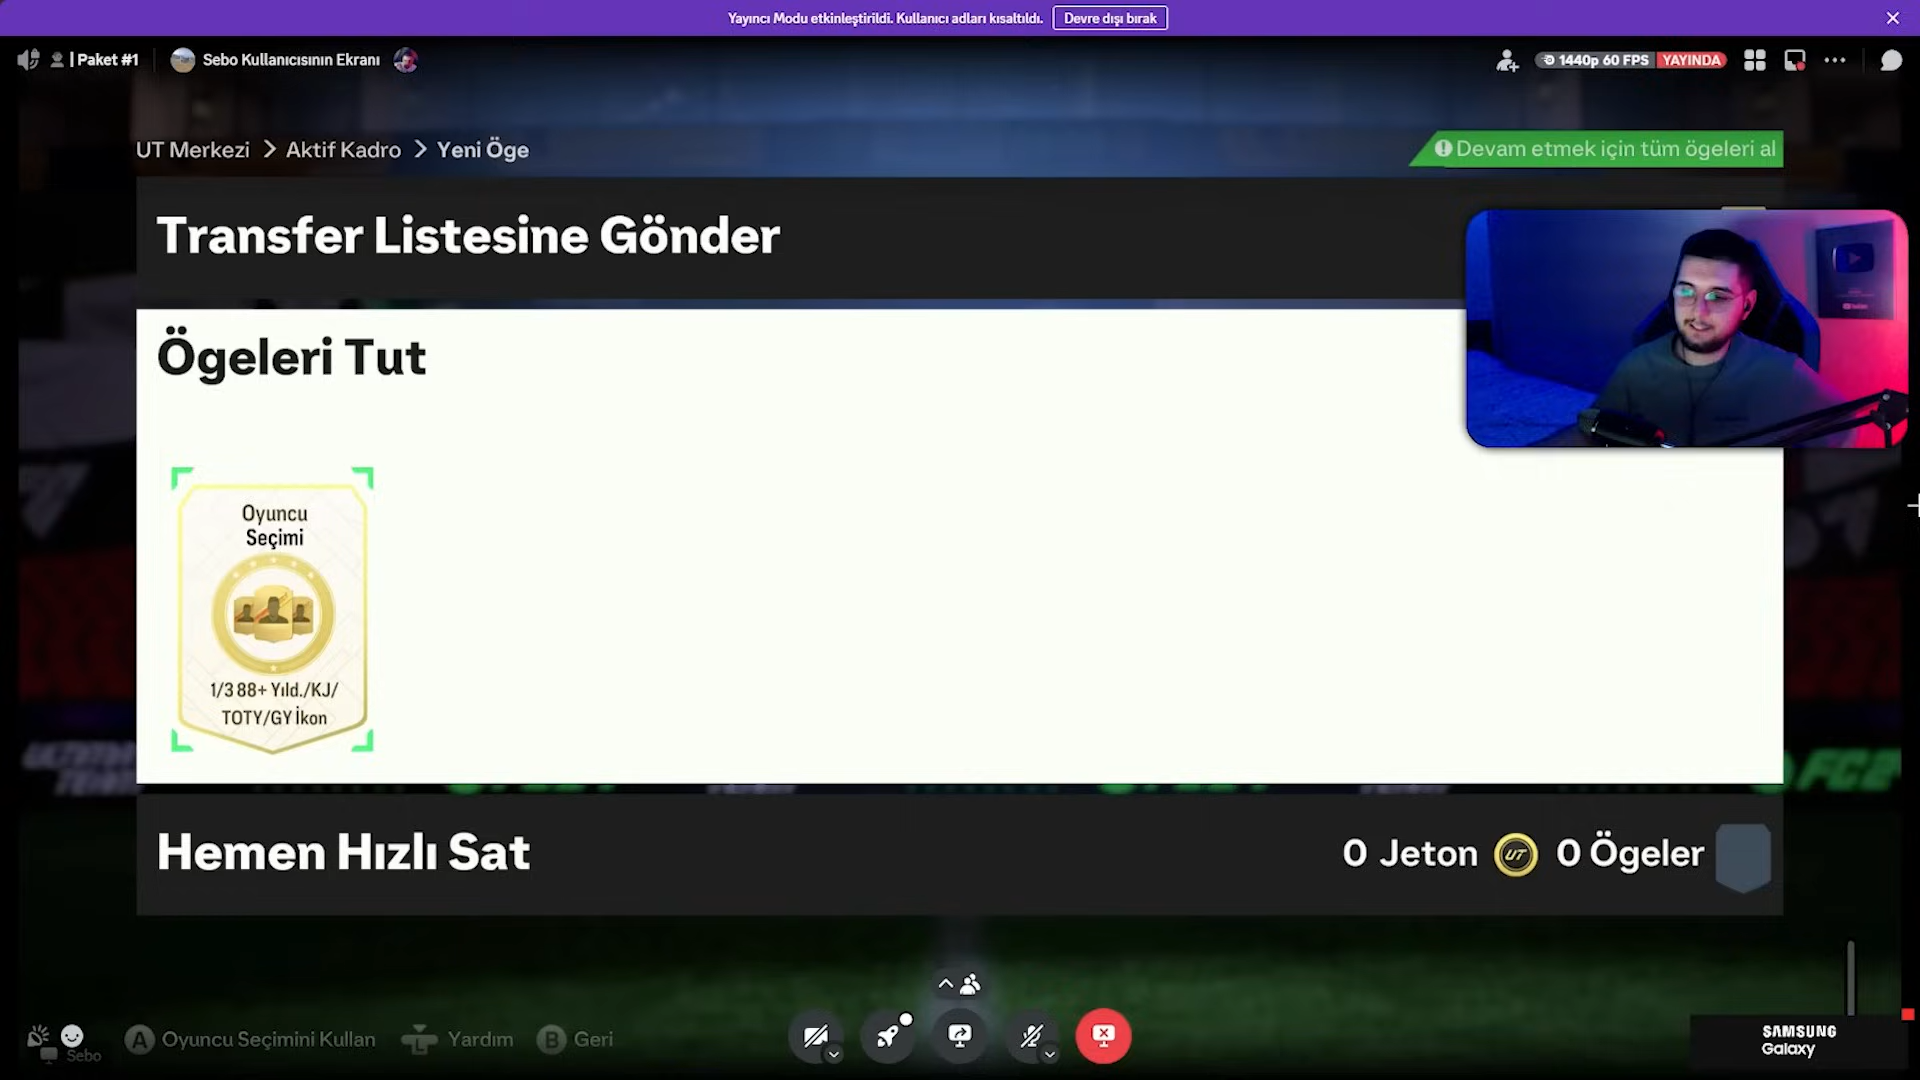 Yayıncı Modu etkinleştirildi. Kullanıcı adları kısaltıldı. Devre dışı bırak
| Paket #1 Sebo Kullanıcısının Ekranı 1440p 60 FPS YAYINDA
UT Merkezi > Aktif Kadro > Yeni Öge
Devam etmek için tüm ögeleri al
Transfer Listesine Gönder
Ögeleri Tut
Oyuncu
Seçimi
1/3 88+ Yıld./KJ/
TOTY/GY İkon
ULTIMATE
TEAM
Hemen Hızlı Sat
0 Jeton UT 0 Ögeler
Sebo
A Oyuncu Seçimini Kullan L Yardım B Geri
SAMSUNG
Galaxy